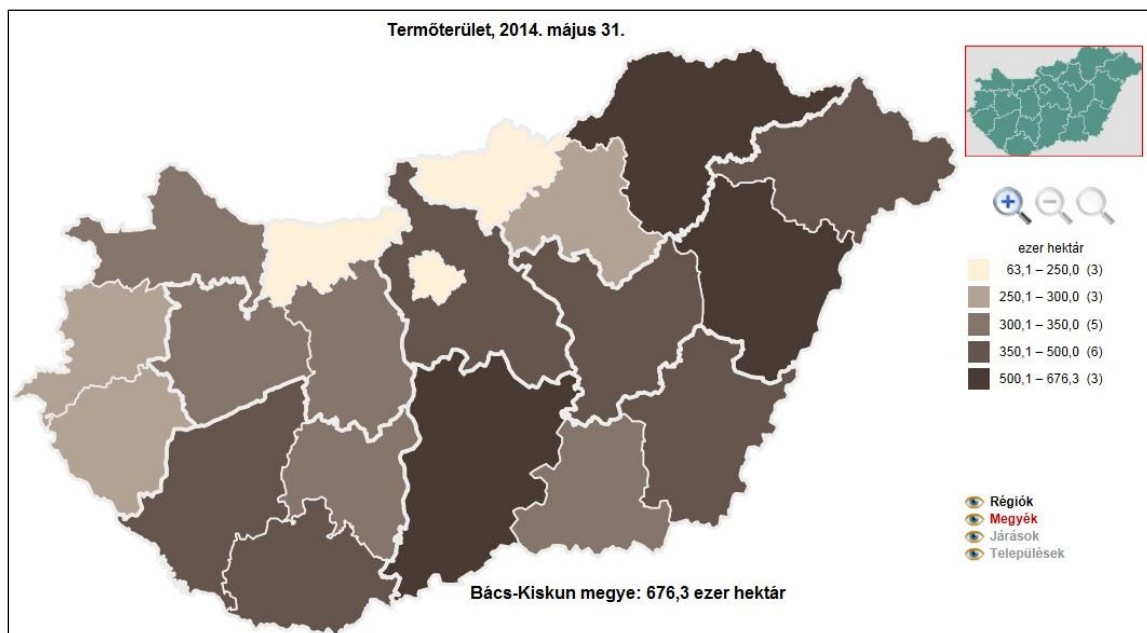 Termőterület, 2014. május 31.
ezer hektár
63,1 – 250,0 (3)
250,1 – 300,0 (3)
300,1 – 350,0 (5)
350,1 – 500,0 (6)
500,1 – 676,3 (3)
Régiók
Megyék
Járások
Települések
Bács-Kiskun megye: 676,3 ezer hektár